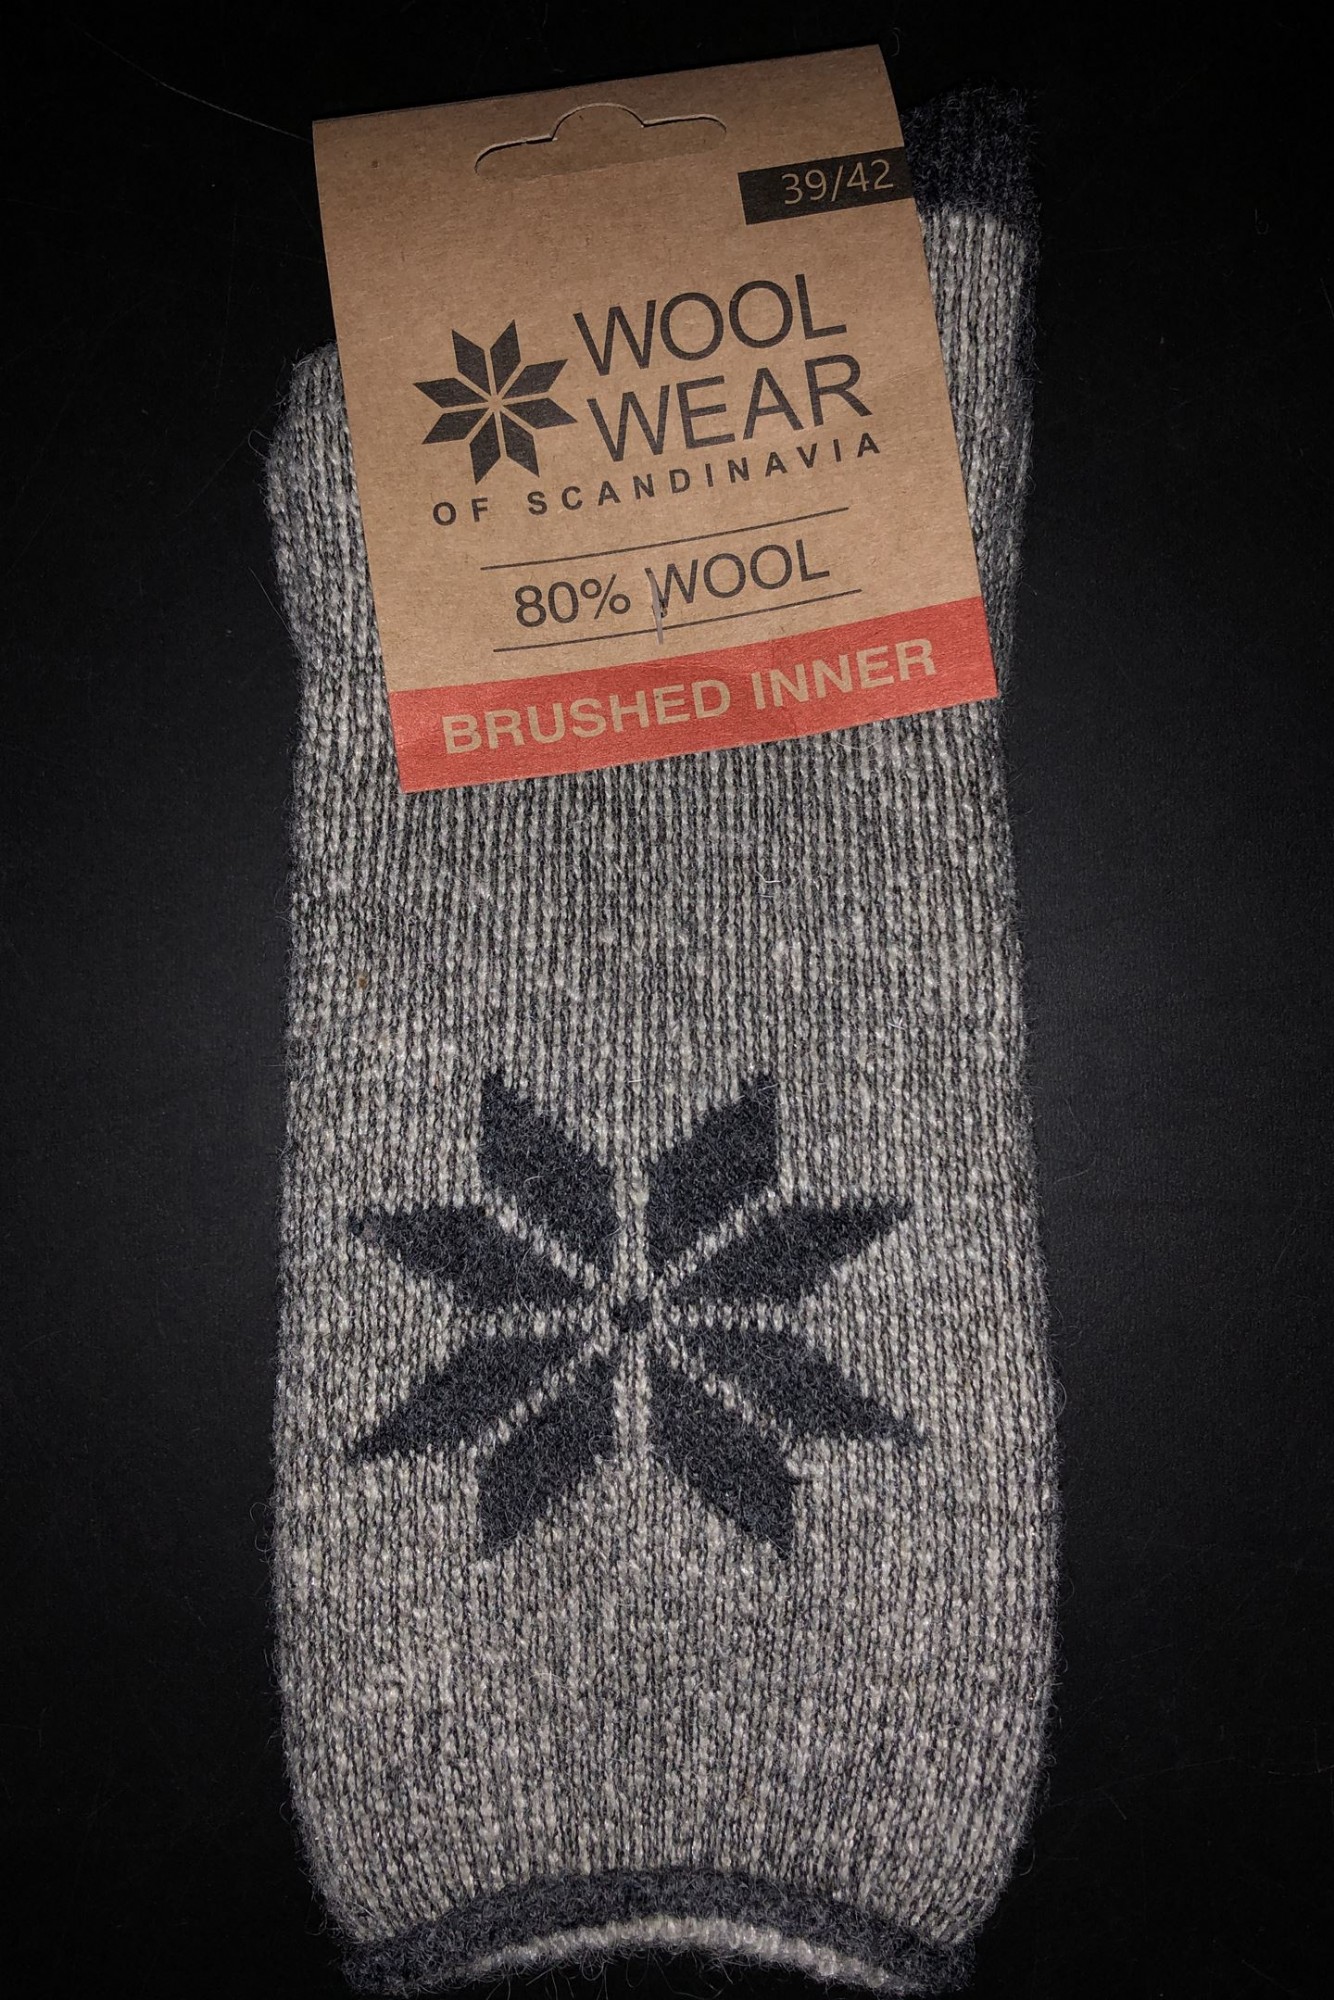 39/42
WOOL
WEAR
OF SCANDINAVIA
80% WOOL
BRUSHED INNER